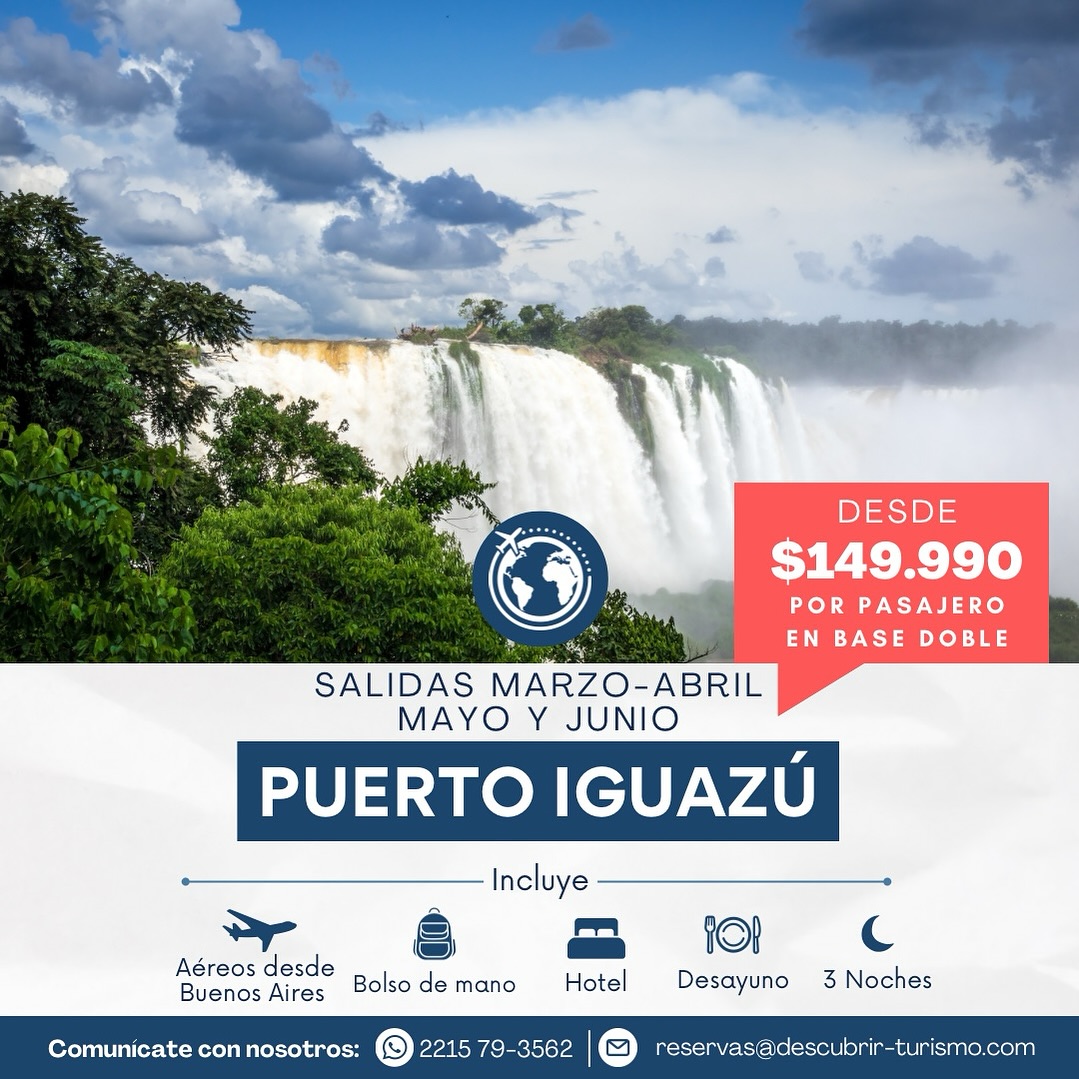 DESDE
$149.990
POR PASAJERO
EN BASE DOBLE
SALIDAS MARZO-ABRIL
MAYO Y JUNIO
PUERTO IGUAZÚ
Incluye
Aéreos desde
Buenos Aires
Bolso de mano
Hotel
Desayuno
3 Noches
Comunícate con nosotros: 2215 79-3562 | reservas@descubrir-turismo.com